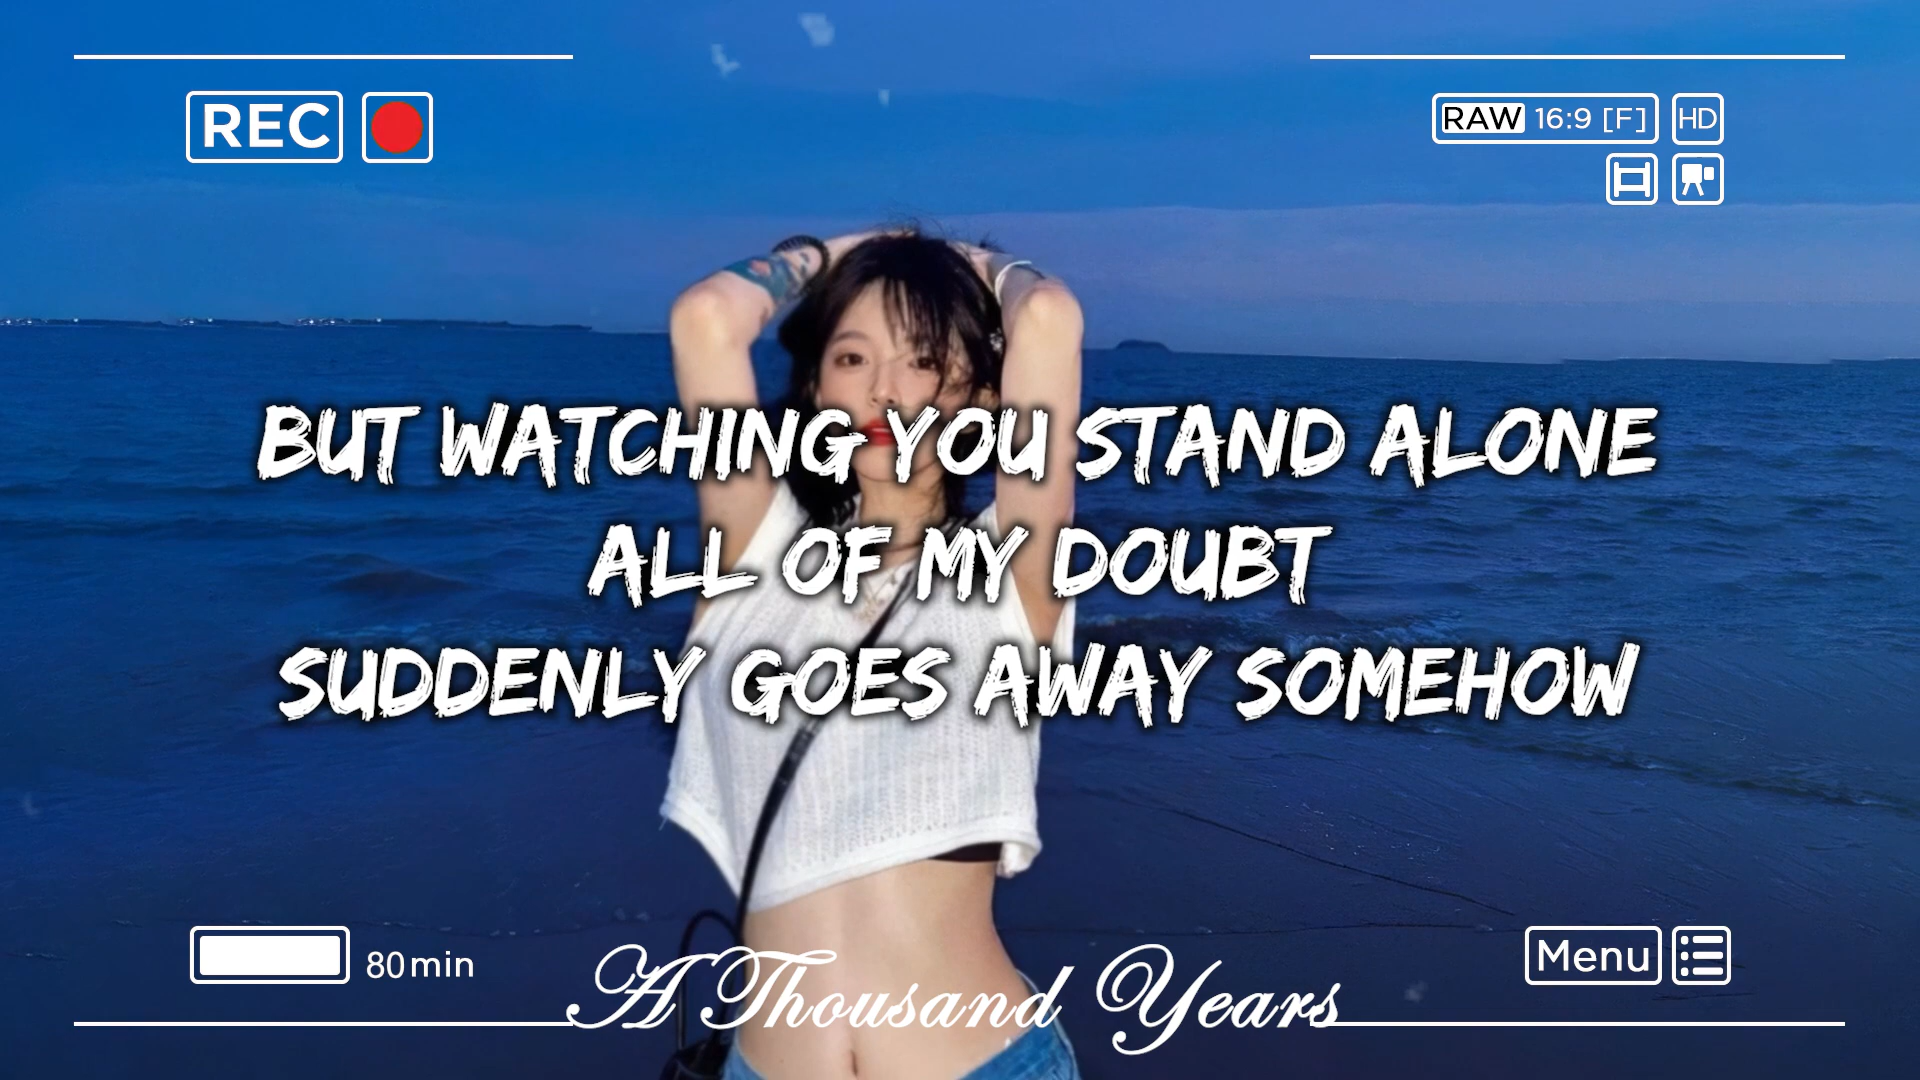 REC
RAW 16:9 [F] HD
BUT WATCHING YOU STAND ALONE
ALL OF MY DOUBT
SUDDENLY GOES AWAY SOMEHOW
80min
Menu
A Thousand Years